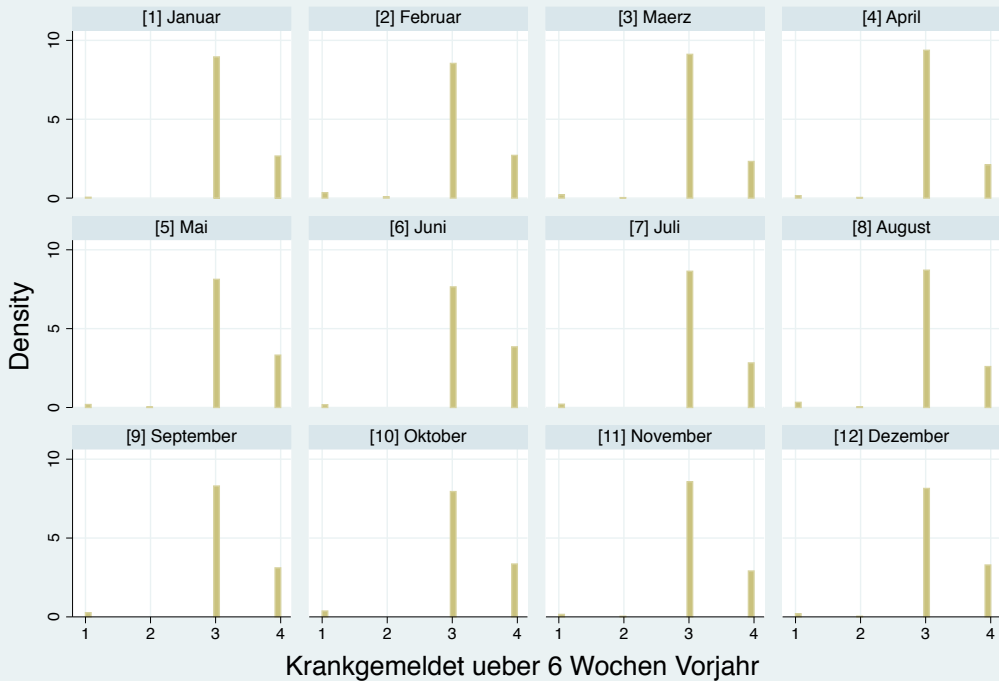 [1] Januar [2] Februar [3] Maerz [4] April
10
5
0
[5] Mai [6] Juni [7] Juli [8] August
10
5
0
[9] September [10] Oktober [11] November [12] Dezember
10
5
0
1 2 3 4 1 2 3 4 1 2 3 4 1 2 3 4
Density
Krankgemeldet ueber 6 Wochen Vorjahr